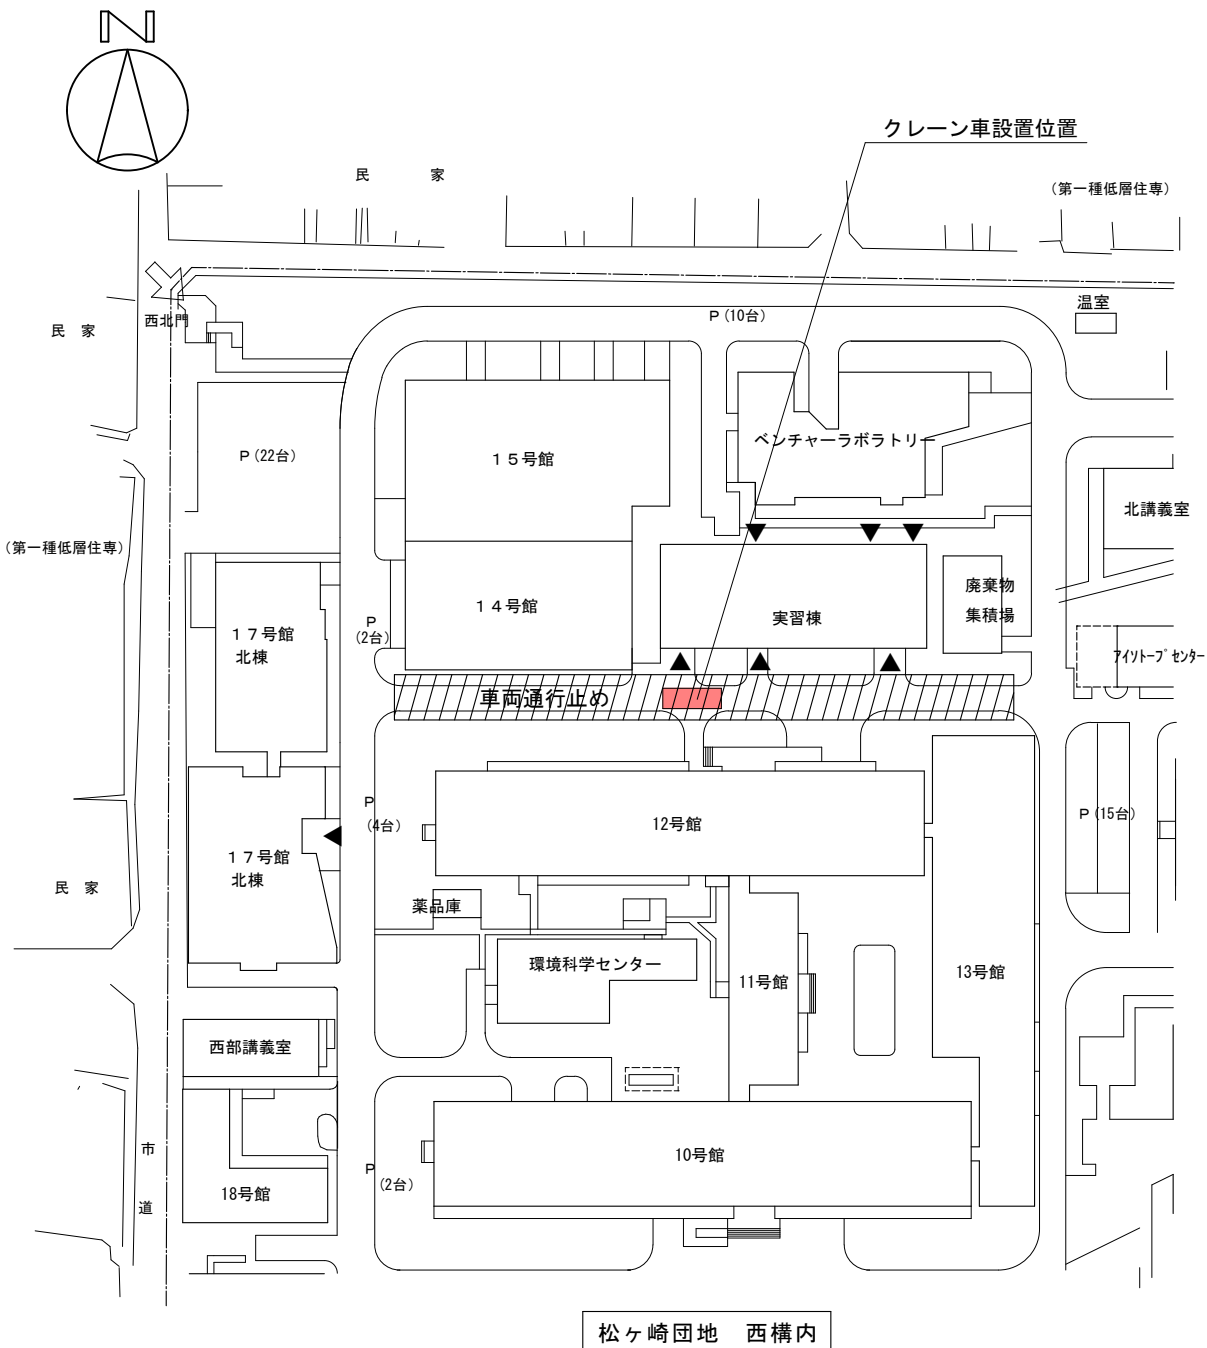 N
クレーン車設置位置
民　家
(第一種低層住専)
温室
P(10台)
西北門
民　家
ベンチャーラボラトリー
P(22台)
１５号館
北講義室
(第一種低層住専)
廃棄物
集積場
１４号館
実習棟
P
(2台)
１７号館
北棟
アイソトープセンター
車両通行止め
P
(4台)
12号館
P(15台)
１７号館
北棟
民　家
薬品庫
環境科学センター
11号館
13号館
西部講義室
市
道
10号館
P
(2台)
18号館
松ヶ崎団地　西構内